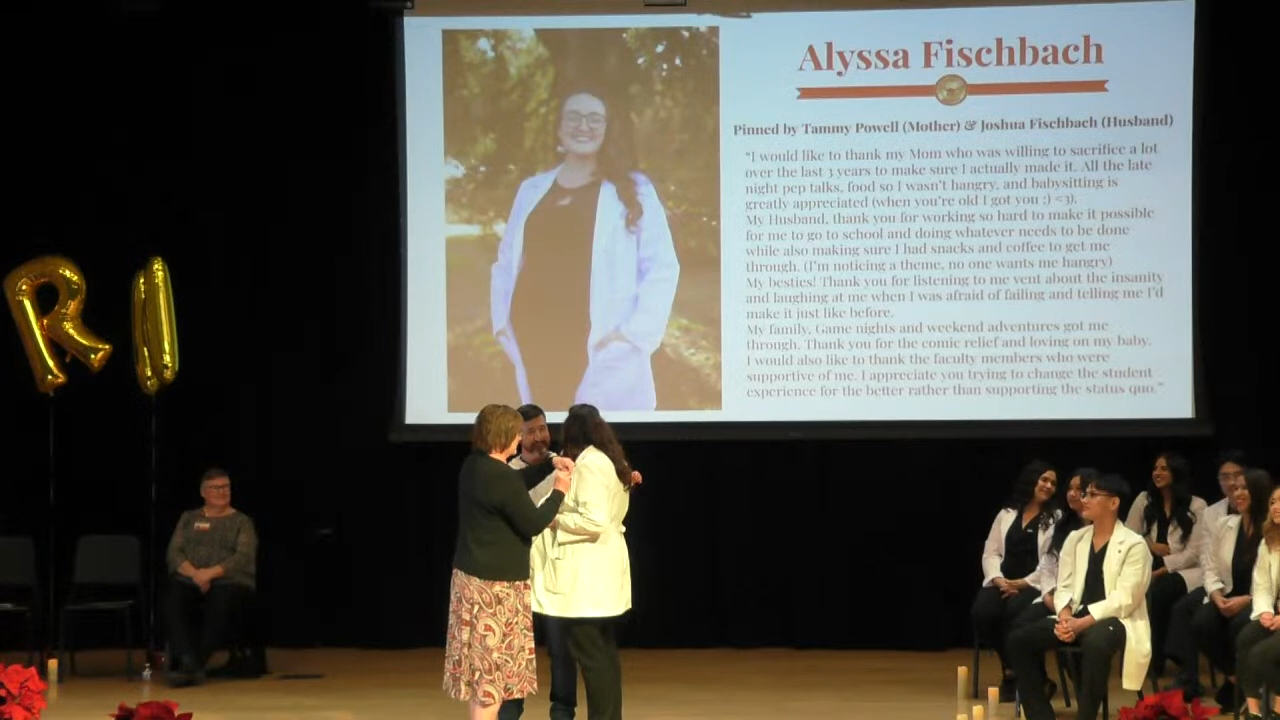 Alyssa Fischbach
Pinned by Tammy Powell (Mother) & Joshua Fischbach (Husband)
"I would like to thank my Mom who was willing to sacrifice a lot
over the last 3 years to make sure I actually made it. All the late
night pep talks, food so I wasn't hangry, and babysitting is
greatly appreciated (when you're old I got you :) <3).
My Husband, thank you for working so hard to make it possible
for me to go to school and doing whatever needs to be done
while also making sure I had snacks and coffee to get me
through. (I'm noticing a theme, no one wants me hangry)
My besties! Thank you for listening to me vent about the insanity
and laughing at me when I was afraid of failing and telling me I'd
make it just like before.
My family, Game nights and weekend adventures got me
through. Thank you for the comic relief and loving on my baby.
I would also like to thank the faculty members who were
supportive of me. I appreciate you trying to change the student
experience for the better rather than supporting the status quo."
R